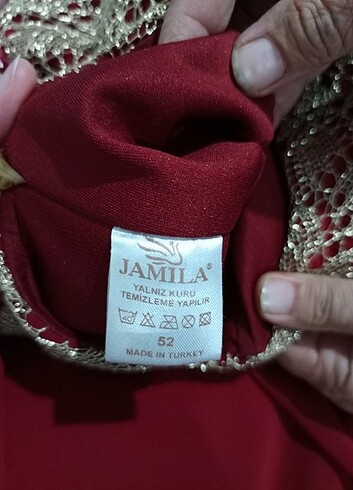 JAMILA®
YALNIZ KURU
TEMİZLEME YAPILIR
52
MADE IN TURKEY